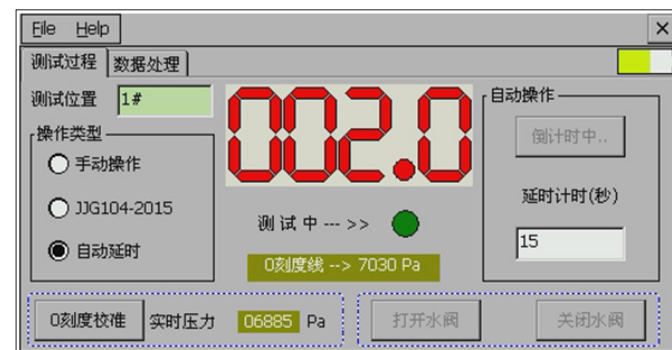 File Help ×
测试过程 数据处理
测试位置 1#
002.0
自动操作
倒计时中..
操作类型
手动操作
JJG104-2015
自动延时
测 试 中 --- >>
0刻度线 --> 7030 Pa
延时计时(秒)
15
0刻度校准 实时压力 06885 Pa 打开水阀 关闭水阀